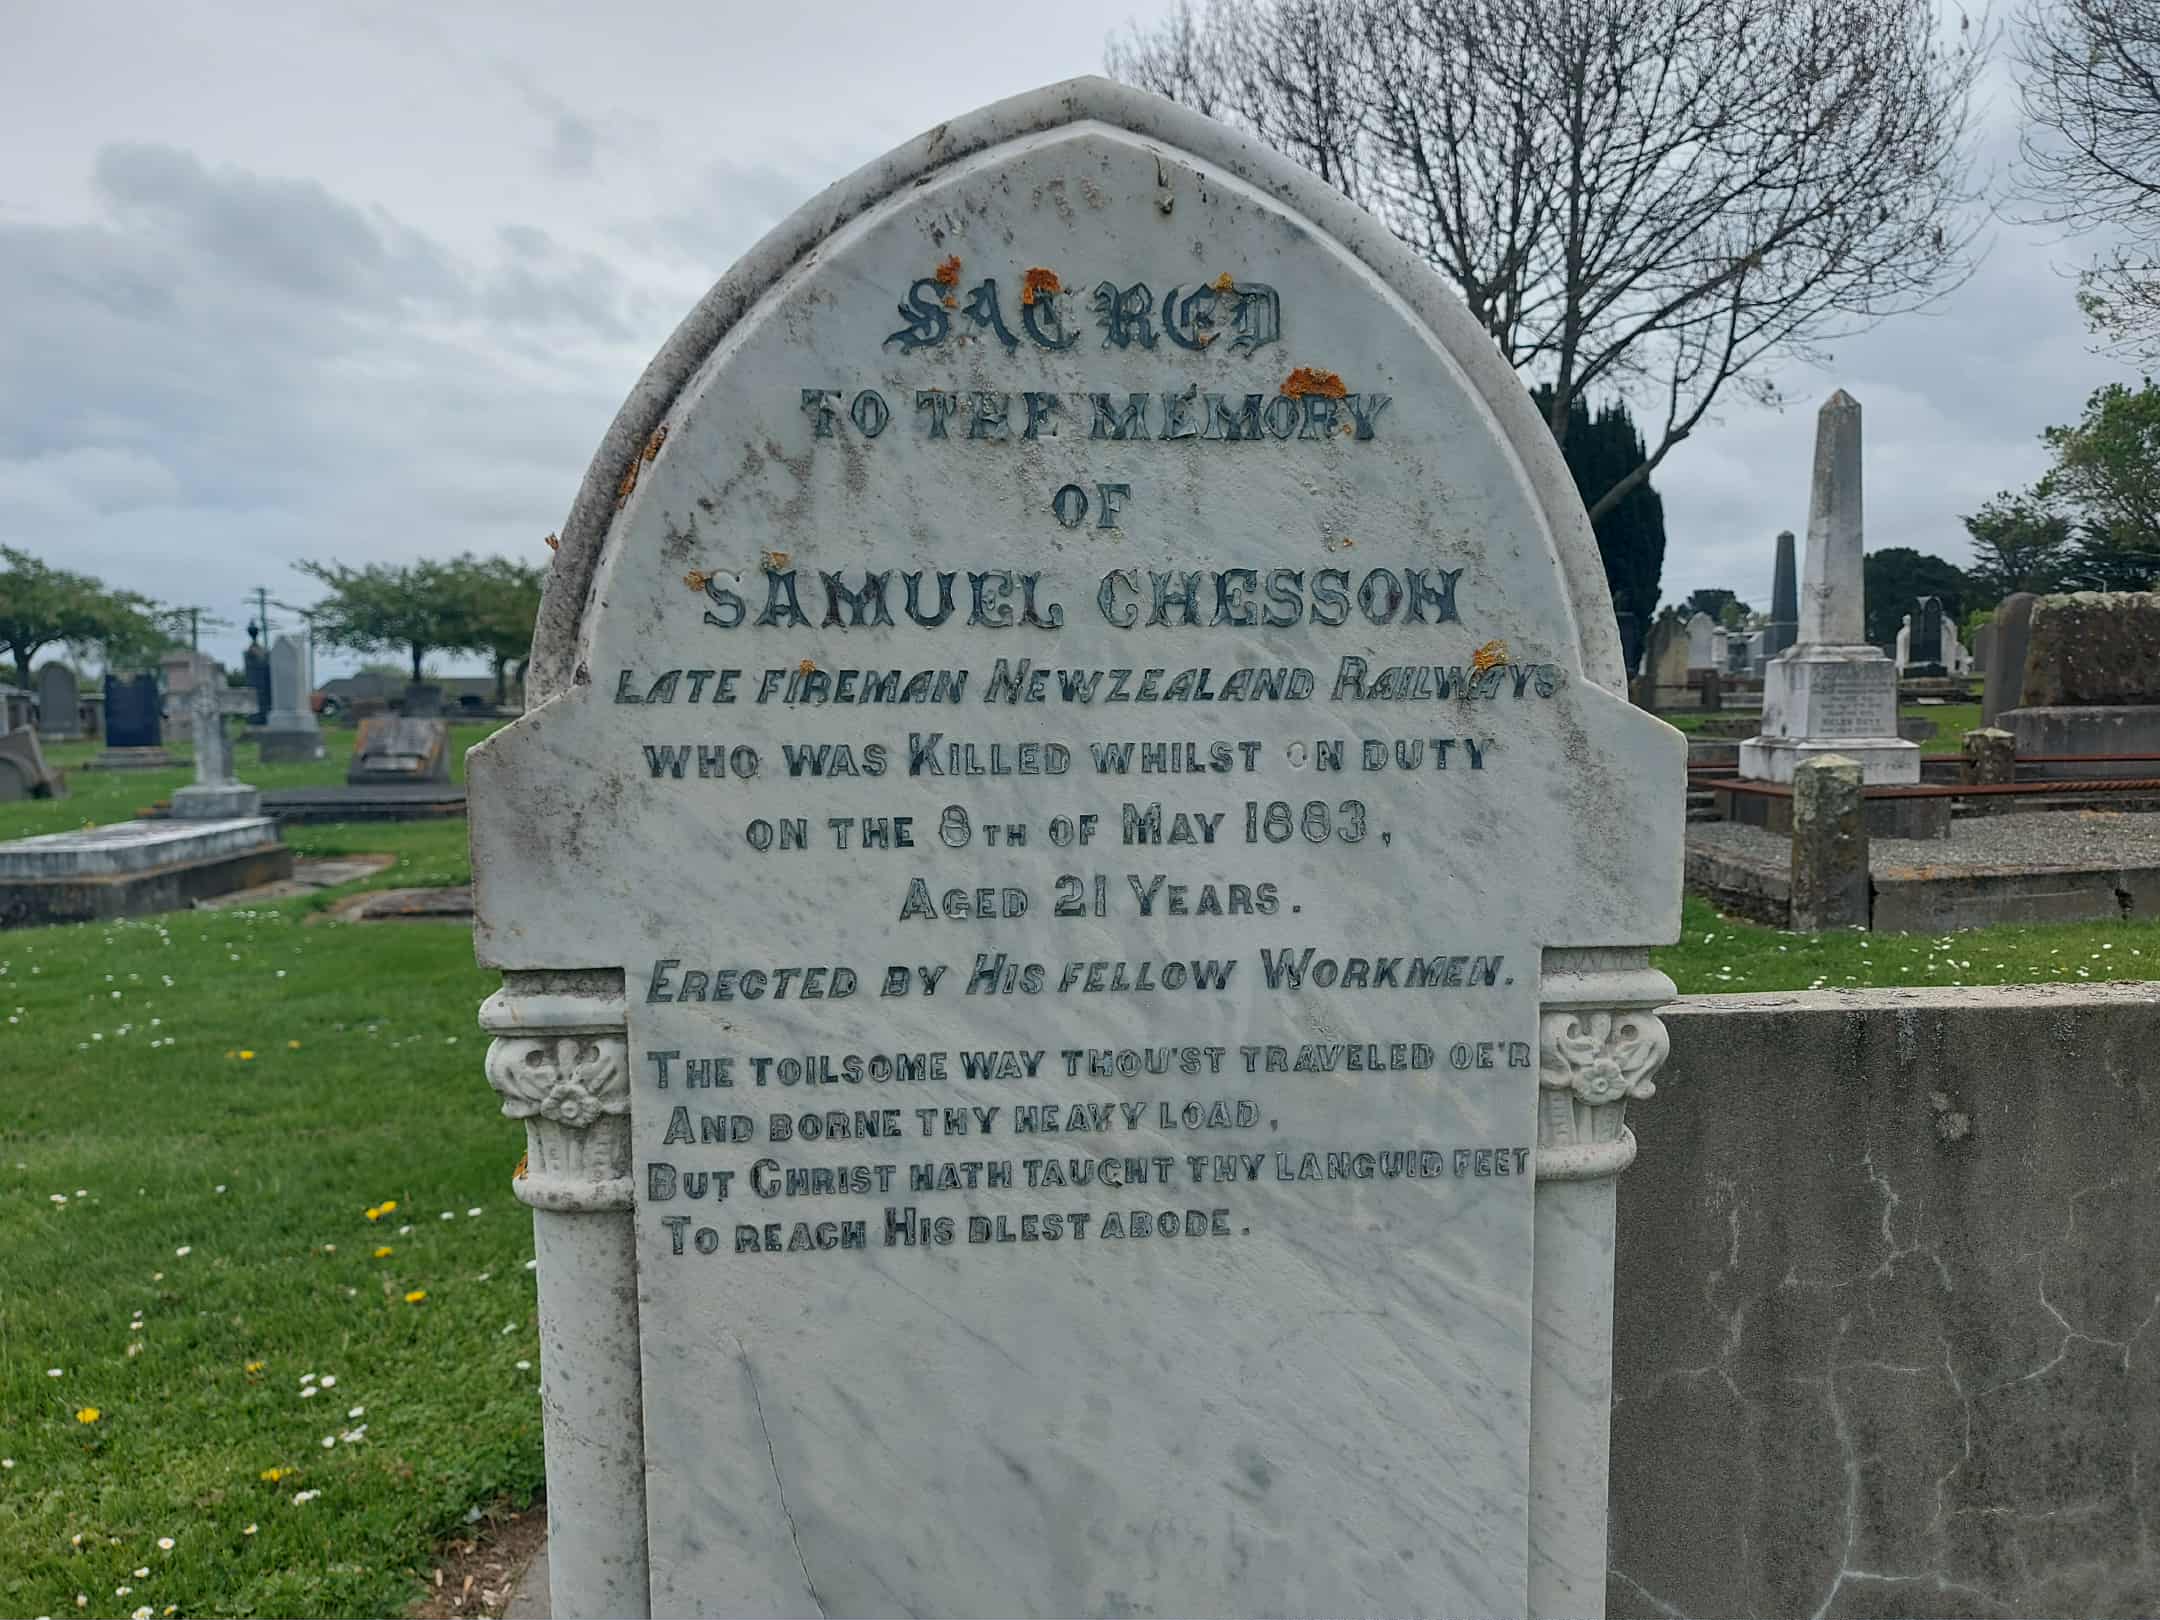 SACRED
TO THE MEMORY
OF
SAMUEL CHESSON
LATE FIREMAN NEWZEALAND RAILWAYS
WHO WAS KILLED WHILST ON DUTY
ON THE 8TH OF MAY 1883,
AGED 21 YEARS.
ERECTED BY HIS FELLOW WORKMEN.
THE TOILSOME WAY THOU'ST TRAVELED OE'R
AND BORNE THY HEAVY LOAD,
BUT CHRIST HATH TAUGHT THY LANGUID FEET
TO REACH HIS BLEST ABODE.